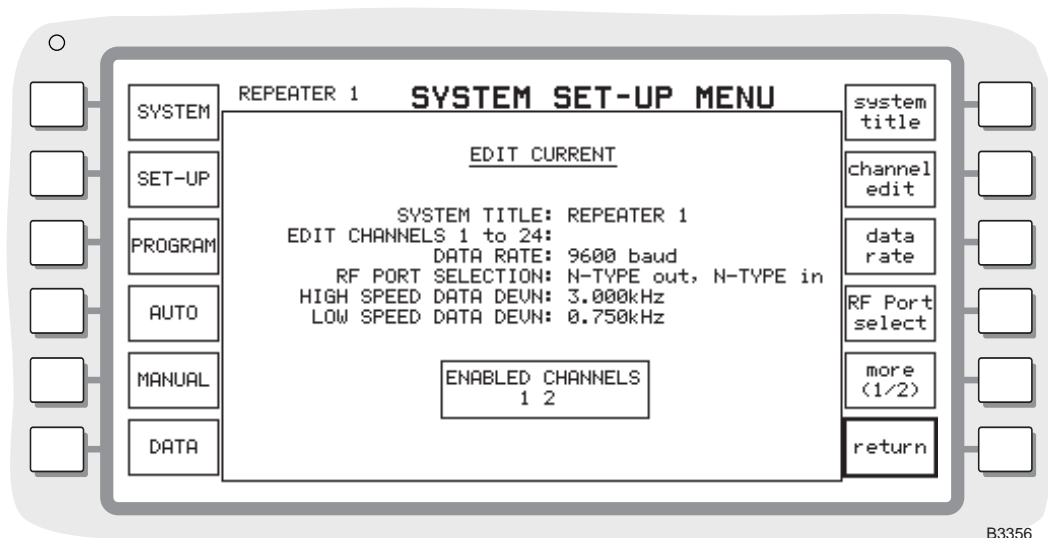 REPEATER 1 SYSTEM SET-UP MENU
SYSTEM
SET-UP
PROGRAM
AUTO
MANUAL
DATA
EDIT CURRENT
SYSTEM TITLE: REPEATER 1
EDIT CHANNELS 1 to 24:
DATA RATE: 9600 baud
RF PORT SELECTION: N-TYPE out, N-TYPE in
HIGH SPEED DATA DEVN: 3.000kHz
LOW SPEED DATA DEVN: 0.750kHz
ENABLED CHANNELS
1 2
system
title
channel
edit
data
rate
RF Port
select
more
(1/2)
return
B3356